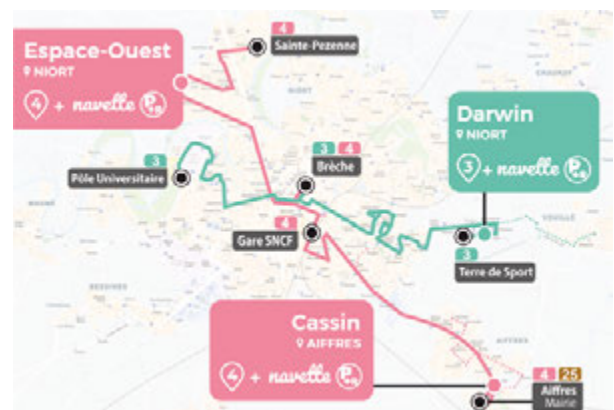 Espace-Ouest
NIORT
4 + navette P+R
4
Sainte-Pezenne
NIORT
Darwin
NIORT
3 + navette P+R
3
Pôle Universitaire
3 4
Brèche
4
Gare SNCF
3
Terre de Sport
Cassin
AIFFRES
4 + navette P+R
AIFFRES
4 25
Aiffres
Mairie